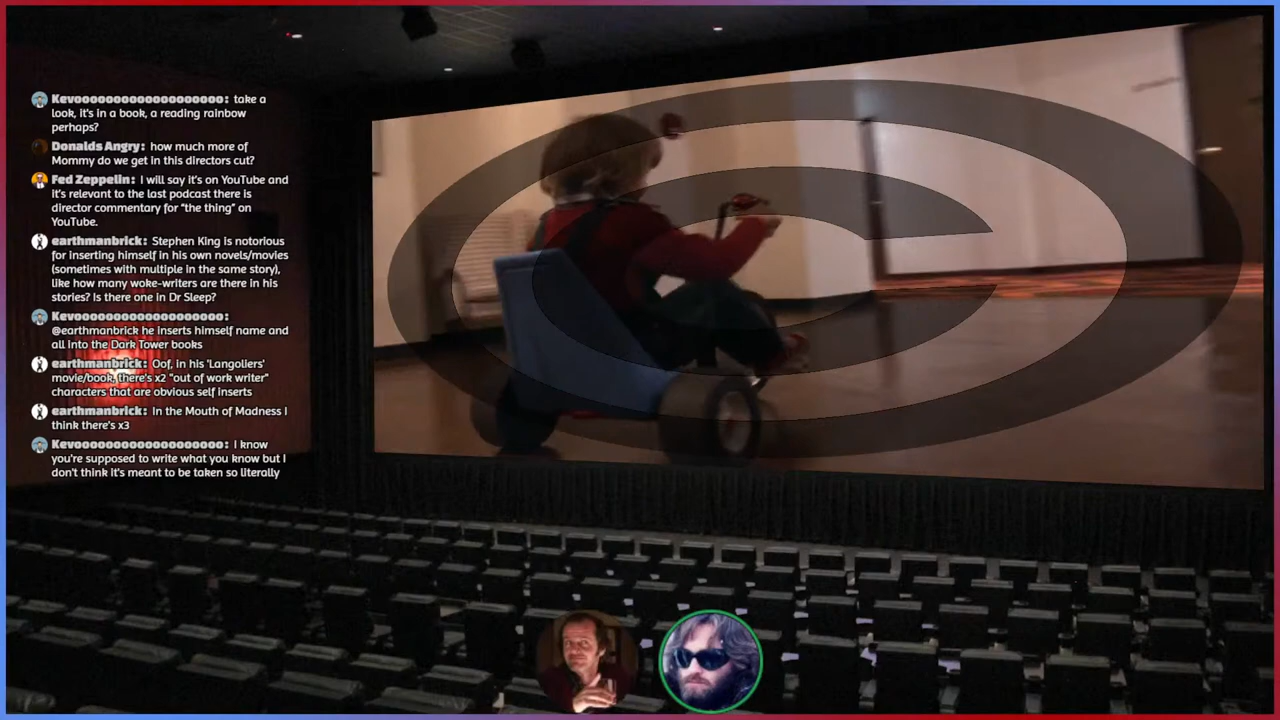 Kevoooooooooooooooooooo: take a
look, it's in a book, a reading rainbow
perhaps?
Donalds Angry: how much more of
Mommy do we get in this directors cut?
Fed Zeppelin: I will say it's on YouTube and
it's relevant to the last podcast there is
director commentary for "the thing" on
YouTube.
earthmanbrick: Stephen King is notorious
for inserting himself in his own novels/movies
(sometimes with multiple in the same story),
like how many woke-writers are there in his
stories? Is there one in Dr Sleep?
Kevoooooooooooooooooooo:
@earthmanbrick he inserts himself name and
all into the Dark Tower books
earthmanbrick: Oof, in his 'Langoliers'
movie/book, there's x2 "out of work writer"
characters that are obvious self inserts
earthmanbrick: In the Mouth of Madness I
think there's x3
Kevoooooooooooooooooooo: I know
you're supposed to write what you know but I
don't think it's meant to be taken so literally